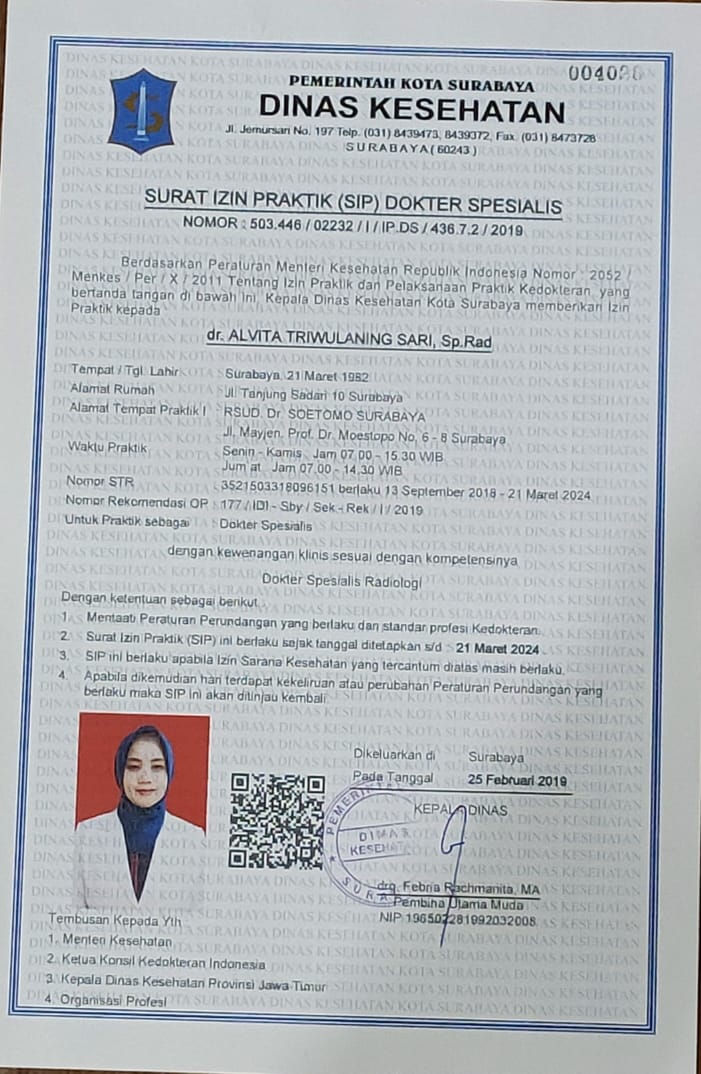 004020
PEMERINTAH KOTA SURABAYA
DINAS KESEHATAN
Jl. Jemursari No. 197 Telp. (031) 8439473, 8439372, Fax. (031) 8473728
SURABAYA ( 60243 )
SURAT IZIN PRAKTIK (SIP) DOKTER SPESIALIS
NOMOR : 503.446 / 02232 / I / IP.DS / 436.7.2 / 2019
Berdasarkan Peraturan Menteri Kesehatan Republik Indonesia Nomor : 2052 /
Menkes / Per / X / 2011 Tentang Izin Praktik dan Pelaksanaan Praktik Kedokteran, yang
bertanda tangan di bawah ini, Kepala Dinas Kesehatan Kota Surabaya memberikan Izin
Praktik kepada
dr. ALVITA TRIWULANING SARI, Sp.Rad
Tempat / Tgl. Lahir : Surabaya, 21 Maret 1982
Alamat Rumah : Jl. Tanjung Sadari 10 Surabaya
Alamat Tempat Praktik I : RSUD. Dr. SOETOMO SURABAYA
Jl. Mayjen. Prof. Dr. Moestopo No. 6 - 8 Surabaya
Waktu Praktik : Senin - Kamis : Jam 07.00 - 15.30 WIB
Jum'at : Jam 07.00 - 14.30 WIB
Nomor STR : 3521503318096151 berlaku 13 September 2018 - 21 Maret 2024
Nomor Rekomendasi OP : 177 / IDI - Sby / Sek - Rek / I / 2019
Untuk Praktik sebagai : Dokter Spesialis
dengan kewenangan klinis sesuai dengan kompetensinya
Dokter Spesialis Radiologi
Dengan ketentuan sebagai berikut :
1. Mentaati Peraturan Perundangan yang berlaku dan standar profesi Kedokteran.
2. Surat Izin Praktik (SIP) ini berlaku sejak tanggal ditetapkan s/d : 21 Maret 2024
3. SIP ini berlaku apabila Izin Sarana Kesehatan yang tercantum diatas masih berlaku.
4. Apabila dikemudian hari terdapat kekeliruan atau perubahan Peraturan Perundangan yang
berlaku maka SIP ini akan ditinjau kembali.
Dikeluarkan di : Surabaya
Pada Tanggal : 25 Februari 2019
KEPALA DINAS
PEMERINTAH
DINAS
KESEHATAN
drg. Febria Rachmanita, MA
Pembina Utama Muda
NIP 196502281992032008
Tembusan Kepada Yth :
1. Menteri Kesehatan
2. Ketua Konsil Kedokteran Indonesia
3. Kepala Dinas Kesehatan Provinsi Jawa Timur
4. Organisasi Profesi